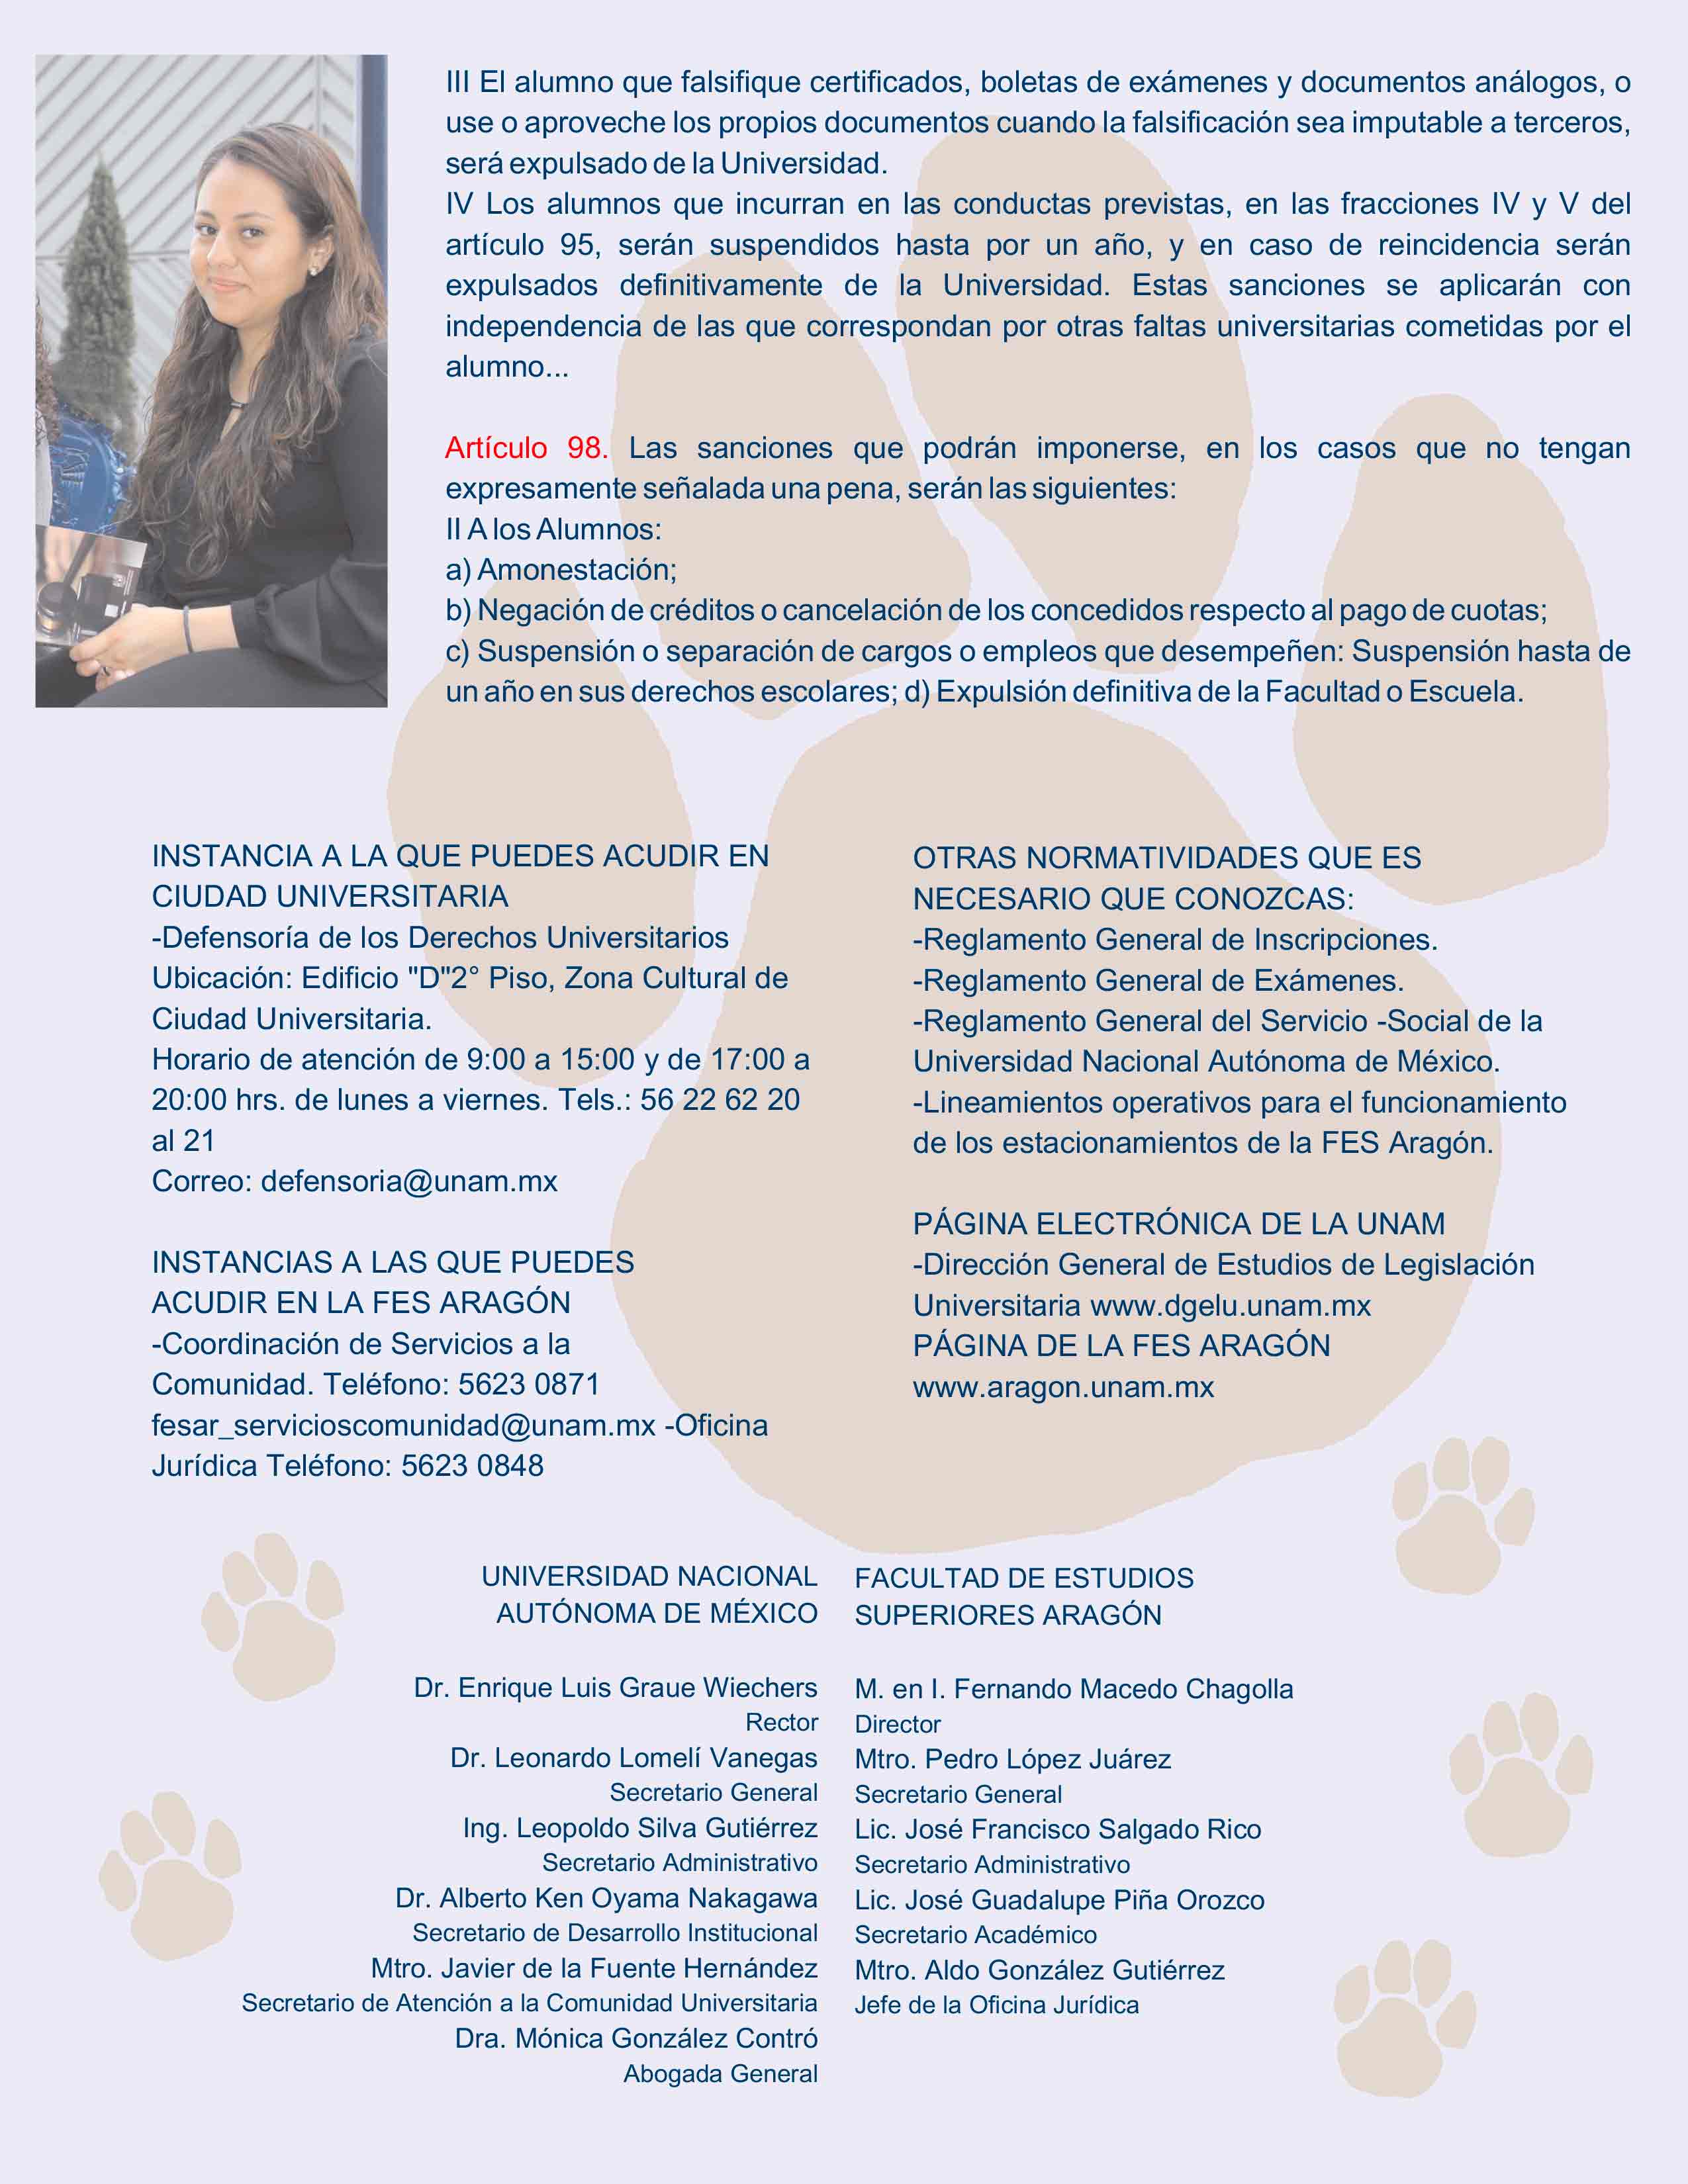 III El alumno que falsifique certificados, boletas de exámenes y documentos análogos, o
use o aproveche los propios documentos cuando la falsificación sea imputable a terceros,
será expulsado de la Universidad.
IV Los alumnos que incurran en las conductas previstas, en las fracciones IV y V del
artículo 95, serán suspendidos hasta por un año, y en caso de reincidencia serán
expulsados definitivamente de la Universidad. Estas sanciones se aplicarán con
independencia de las que correspondan por otras faltas universitarias cometidas por el
alumno...
Artículo 98. Las sanciones que podrán imponerse, en los casos que no tengan
expresamente señalada una pena, serán las siguientes:
II A los Alumnos:
a) Amonestación;
b) Negación de créditos o cancelación de los concedidos respecto al pago de cuotas;
c) Suspensión o separación de cargos o empleos que desempeñen: Suspensión hasta de
un año en sus derechos escolares; d) Expulsión definitiva de la Facultad o Escuela.
INSTANCIA A LA QUE PUEDES ACUDIR EN
CIUDAD UNIVERSITARIA
-Defensoría de los Derechos Universitarios
Ubicación: Edificio "D"2° Piso, Zona Cultural de
Ciudad Universitaria.
Horario de atención de 9:00 a 15:00 y de 17:00 a
20:00 hrs. de lunes a viernes. Tels.: 56 22 62 20
al 21
Correo: defensoria@unam.mx
INSTANCIAS A LAS QUE PUEDES
ACUDIR EN LA FES ARAGÓN
-Coordinación de Servicios a la
Comunidad. Teléfono: 5623 0871
fesar_servicioscomunidad@unam.mx -Oficina
Jurídica Teléfono: 5623 0848
OTRAS NORMATIVIDADES QUE ES
NECESARIO QUE CONOZCAS:
-Reglamento General de Inscripciones.
-Reglamento General de Exámenes.
-Reglamento General del Servicio -Social de la
Universidad Nacional Autónoma de México.
-Lineamientos operativos para el funcionamiento
de los estacionamientos de la FES Aragón.
PÁGINA ELECTRÓNICA DE LA UNAM
-Dirección General de Estudios de Legislación
Universitaria www.dgelu.unam.mx
PÁGINA DE LA FES ARAGÓN
www.aragon.unam.mx
UNIVERSIDAD NACIONAL
AUTÓNOMA DE MÉXICO
Dr. Enrique Luis Graue Wiechers
Rector
Dr. Leonardo Lomelí Vanegas
Secretario General
Ing. Leopoldo Silva Gutiérrez
Secretario Administrativo
Dr. Alberto Ken Oyama Nakagawa
Secretario de Desarrollo Institucional
Mtro. Javier de la Fuente Hernández
Secretario de Atención a la Comunidad Universitaria
Dra. Mónica González Contró
Abogada General
FACULTAD DE ESTUDIOS
SUPERIORES ARAGÓN
M. en I. Fernando Macedo Chagolla
Director
Mtro. Pedro López Juárez
Secretario General
Lic. José Francisco Salgado Rico
Secretario Administrativo
Lic. José Guadalupe Piña Orozco
Secretario Académico
Mtro. Aldo González Gutiérrez
Jefe de la Oficina Jurídica